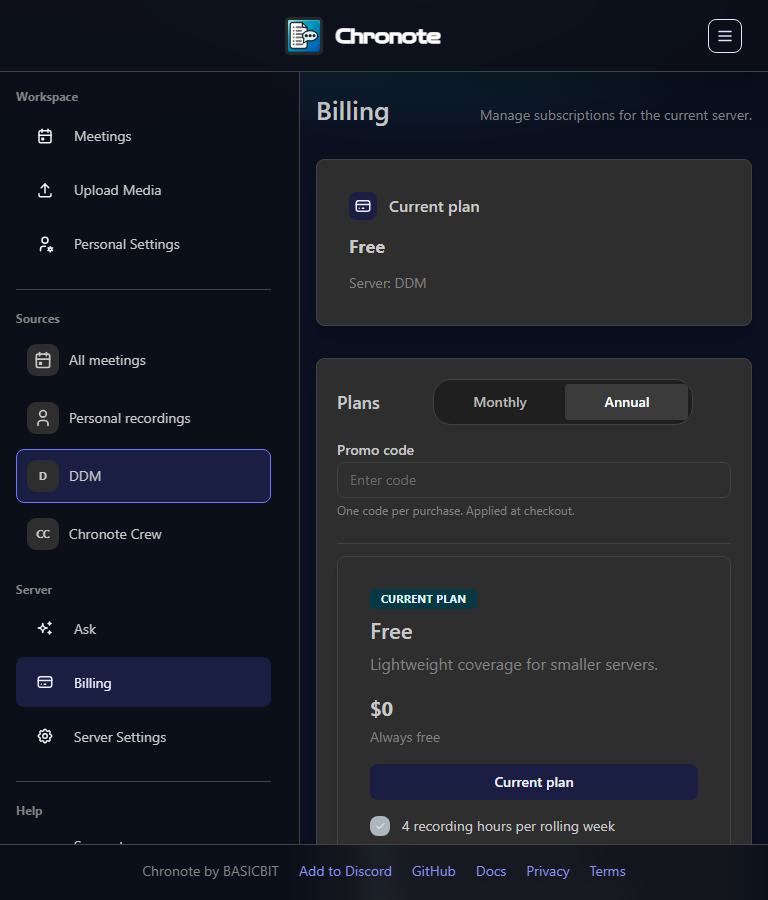 Chronote
Workspace
Meetings
Upload Media
Personal Settings
Sources
All meetings
Personal recordings
D DDM
CC Chronote Crew
Server
Ask
Billing
Server Settings
Help
Billing
Manage subscriptions for the current server.
Current plan
Free
Server: DDM
Plans
Monthly Annual
Promo code
Enter code
One code per purchase. Applied at checkout.
CURRENT PLAN
Free
Lightweight coverage for smaller servers.
$0
Always free
Current plan
4 recording hours per rolling week
Chronote by BASICBIT Add to Discord GitHub Docs Privacy Terms